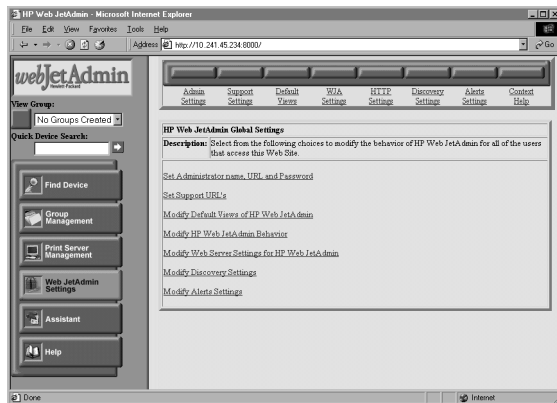 HP Web JetAdmin - Microsoft Internet Explorer
File Edit View Favorites Tools Help
Address http://10.241.45.234:8000/ Go
webJetAdmin
Hewlett-Packard
View Group:
No Groups Created
Quick Device Search:
Find Device
Group
Management
Print Server
Management
Web JetAdmin
Settings
Assistant
Help
Admin Support Default WJA HTTP Discovery Alerts Context
Settings Settings Views Settings Settings Settings Settings Help
HP Web JetAdmin Global Settings
Description: Select from the following choices to modify the behavior of HP Web JetAdmin for all of the users
that access this Web Site.
Set Administrator name, URL and Password
Set Support URL's
Modify Default Views of HP Web JetAdmin
Modify HP Web JetAdmin Behavior
Modify Web Server Settings for HP Web JetAdmin
Modify Discovery Settings
Modify Alerts Settings
Done Internet